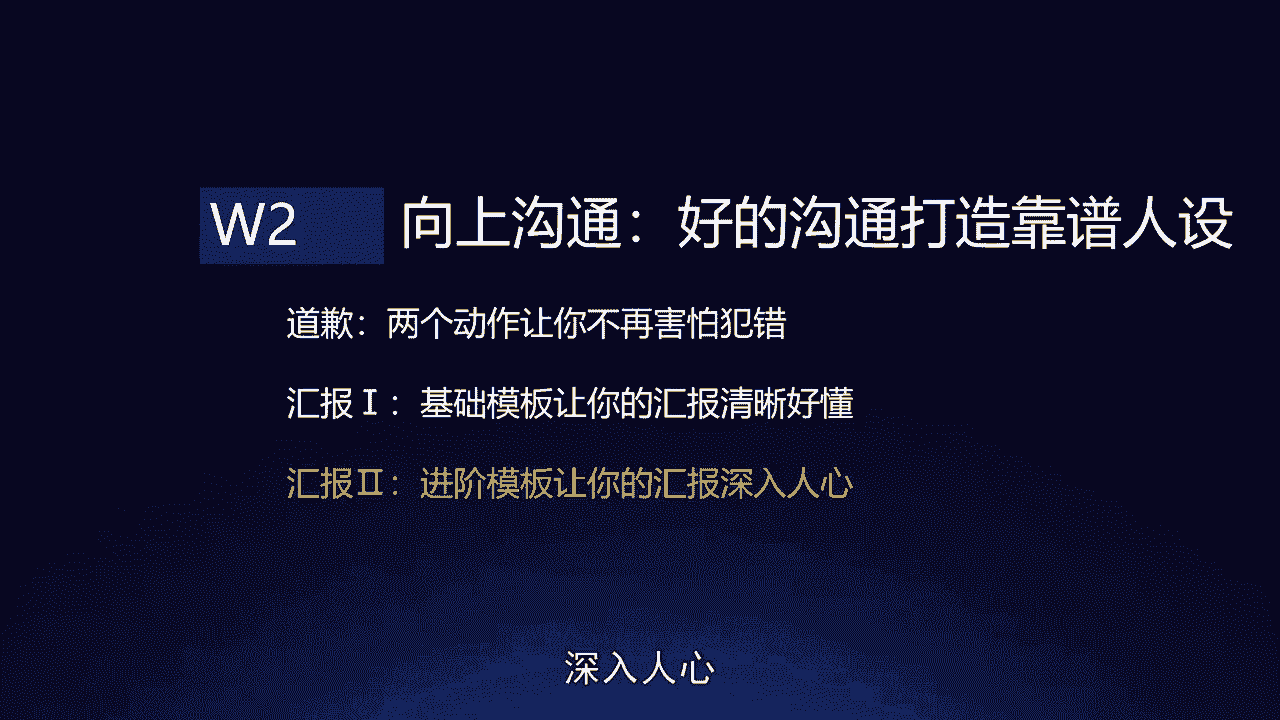 W2 向上沟通：好的沟通打造靠谱人设
道歉：两个动作让你不再害怕犯错
汇报Ⅰ：基础模板让你的汇报清晰好懂
汇报Ⅱ：进阶模板让你的汇报深入人心
深入人心